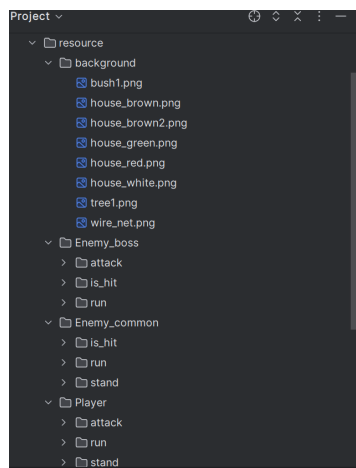 Project
resource
background
bush1.png
house_brown.png
house_brown2.png
house_green.png
house_red.png
house_white.png
tree1.png
wire_net.png
Enemy_boss
attack
is_hit
run
Enemy_common
is_hit
run
stand
Player
attack
run
stand